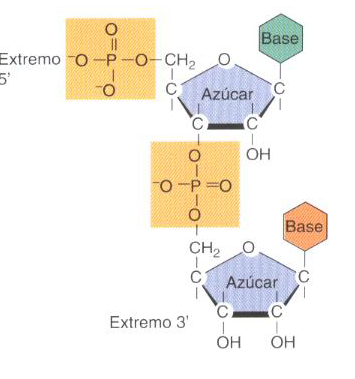 O
Base
Extremo
5'
⁻O–P–O–CH₂
O
⁻O
C
Azúcar
C
C
C
O
OH
⁻O–P=O
O
Base
CH₂
O
C
Azúcar
C
C
C
Extremo 3'
OH
OH